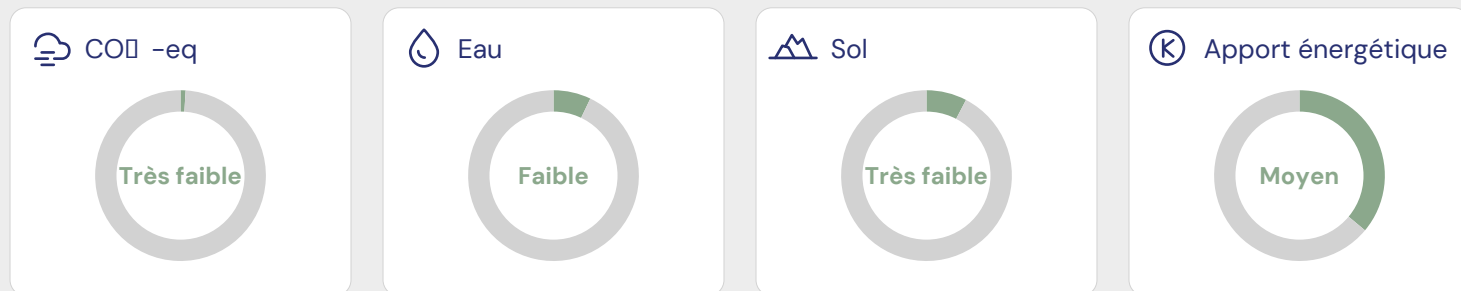 CO▯ -eq
Très faible
Eau
Faible
Sol
Très faible
Apport énergétique
Moyen